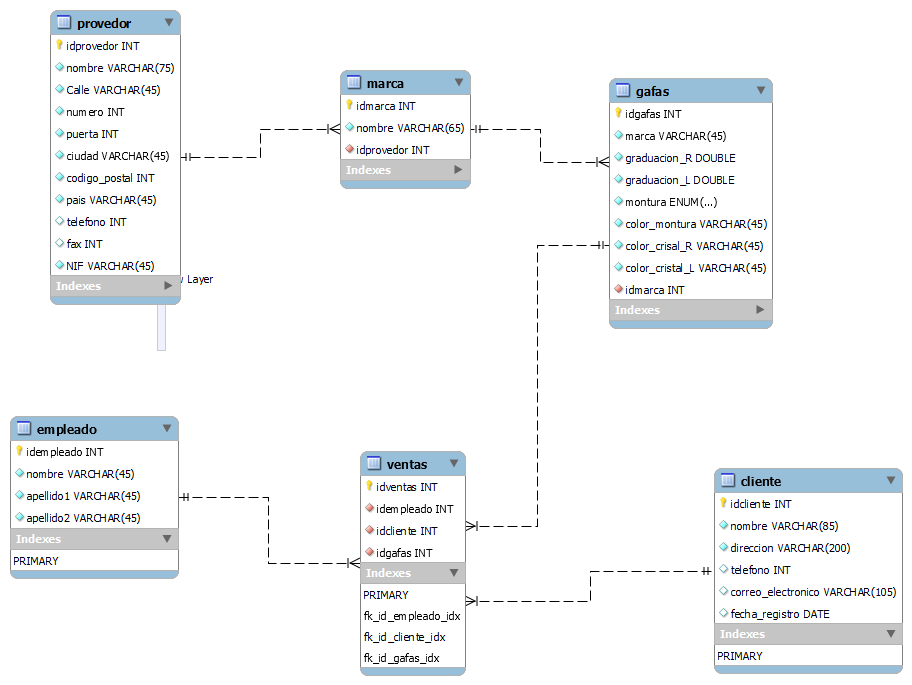 provedor
idprovedor INT
nombre VARCHAR(75)
Calle VARCHAR(45)
numero INT
puerta INT
ciudad VARCHAR(45)
codigo_postal INT
pais VARCHAR(45)
telefono INT
fax INT
NIF VARCHAR(45)
Indexes
Layer
marca
idmarca INT
nombre VARCHAR(65)
idprovedor INT
Indexes
gafas
idgafas INT
marca VARCHAR(45)
graduacion_R DOUBLE
graduacion_L DOUBLE
montura ENUM(...)
color_montura VARCHAR(45)
color_crisal_R VARCHAR(45)
color_cristal_L VARCHAR(45)
idmarca INT
Indexes
empleado
idempleado INT
nombre VARCHAR(45)
apellido1 VARCHAR(45)
apellido2 VARCHAR(45)
Indexes
PRIMARY
ventas
idventas INT
idempleado INT
idcliente INT
idgafas INT
Indexes
PRIMARY
fk_id_empleado_idx
fk_id_cliente_idx
fk_id_gafas_idx
cliente
idcliente INT
nombre VARCHAR(85)
direccion VARCHAR(200)
telefono INT
correo_electronico VARCHAR(105)
fecha_registro DATE
Indexes
PRIMARY